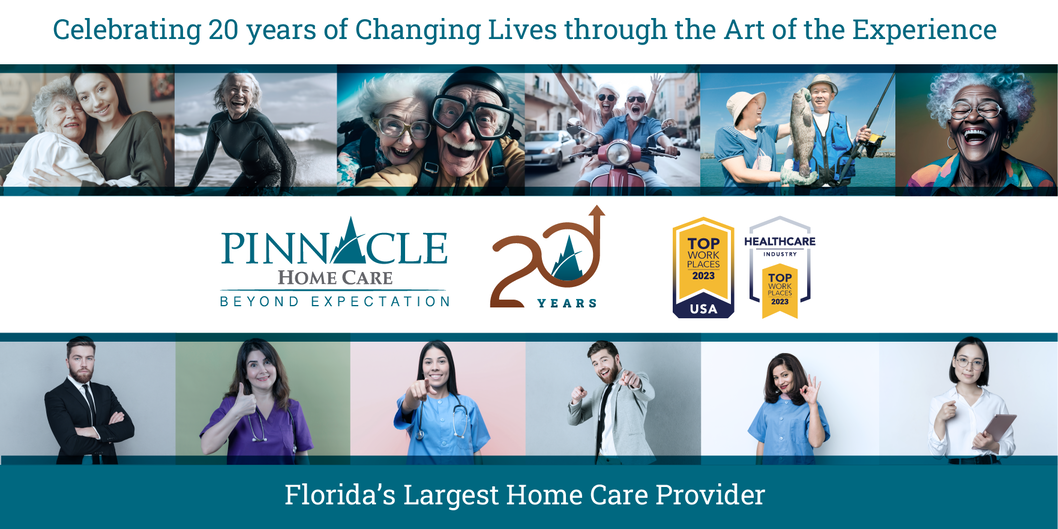 Celebrating 20 years of Changing Lives through the Art of the Experience
PINNACLE
HOME CARE
BEYOND EXPECTATION
20
YEARS
TOP
WORK
PLACES
2023
USA
HEALTHCARE
INDUSTRY
TOP
WORK
PLACES
2023
Florida’s Largest Home Care Provider